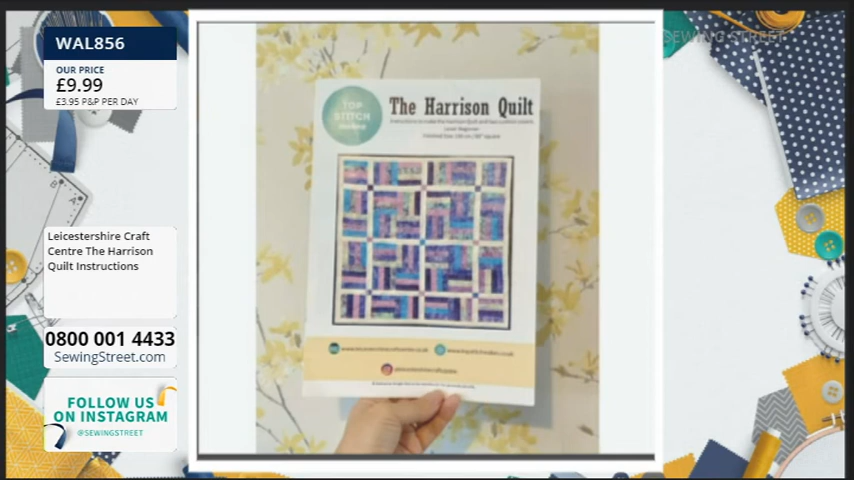 WAL856
OUR PRICE
£9.99
£3.95 P&P PER DAY
Leicestershire Craft
Centre The Harrison
Quilt Instructions
0800 001 4433
SewingStreet.com
FOLLOW US
ON INSTAGRAM
@SEWINGSTREET
SEWING STREET
TOP
STITCH
The Harrison Quilt